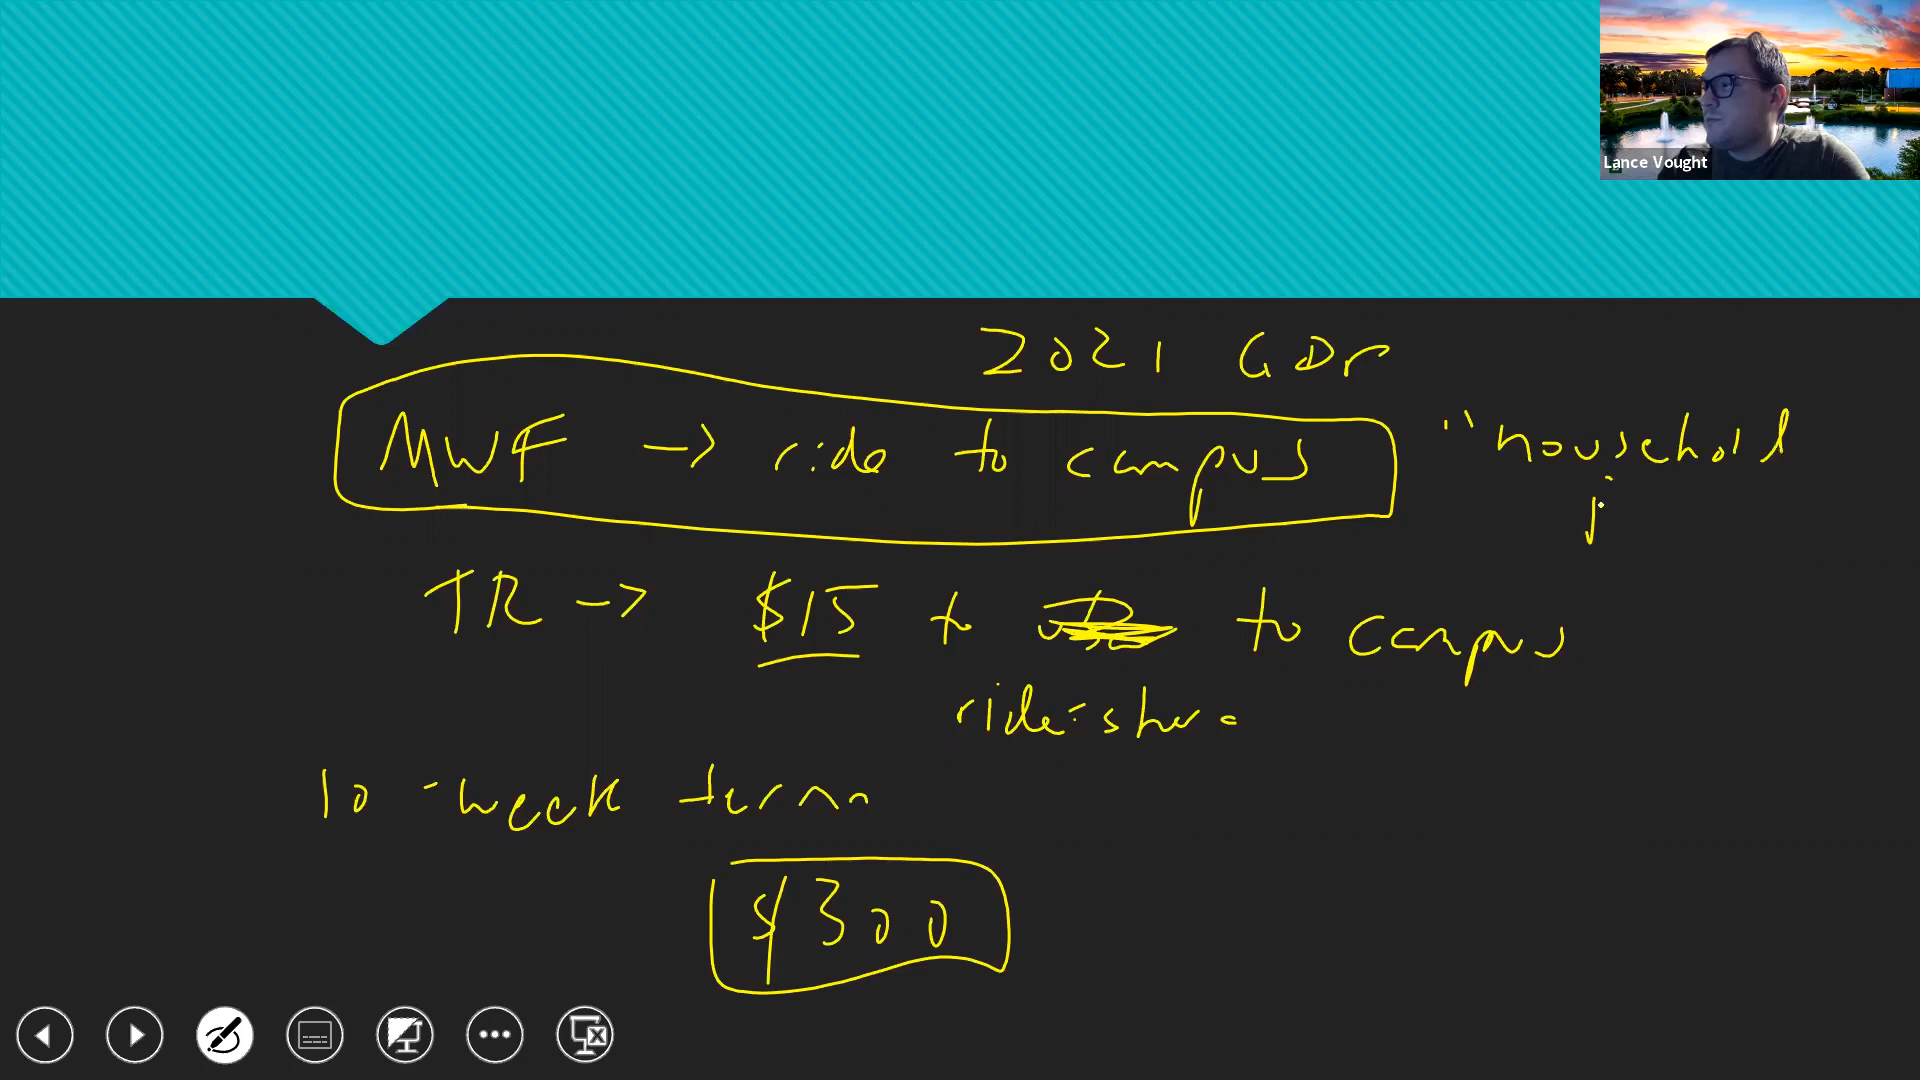 Lance Vought
2021 GDP
MWF -> ride to campus
"household
TR -> $15 to to campus
ride-share
10-week term
$300